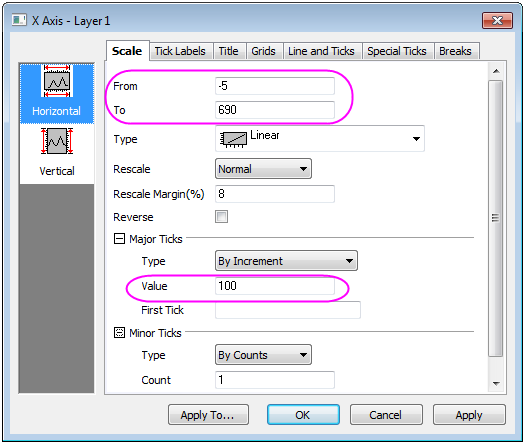 X Axis - Layer1
Scale Tick Labels Title Grids Line and Ticks Special Ticks Breaks
Horizontal
Vertical
From -5
To 690
Type Linear
Rescale Normal
Rescale Margin(%) 8
Reverse
Major Ticks
Type By Increment
Value 100
First Tick
Minor Ticks
Type By Counts
Count 1
Apply To... OK Cancel Apply